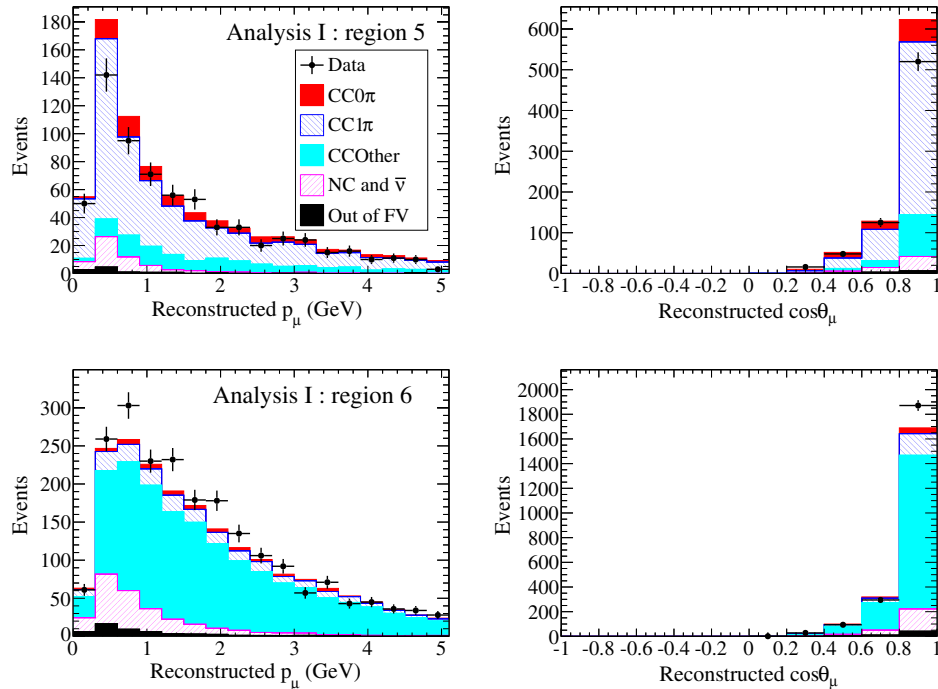 Analysis I : region 5
Data
CC0π
CC1π
CCOther
NC and ν̄
Out of FV
Events
0 20 40 60 80 100 120 140 160 180
0 1 2 3 4 5
Reconstructed p_μ (GeV)
Events
0 100 200 300 400 500 600
-1 -0.8 -0.6 -0.4 -0.2 0 0.2 0.4 0.6 0.8 1
Reconstructed cosθ_μ
Analysis I : region 6
Events
0 50 100 150 200 250 300 350
0 1 2 3 4 5
Reconstructed p_μ (GeV)
Events
0 200 400 600 800 1000 1200 1400 1600 1800 2000
-1 -0.8 -0.6 -0.4 -0.2 0 0.2 0.4 0.6 0.8 1
Reconstructed cosθ_μ